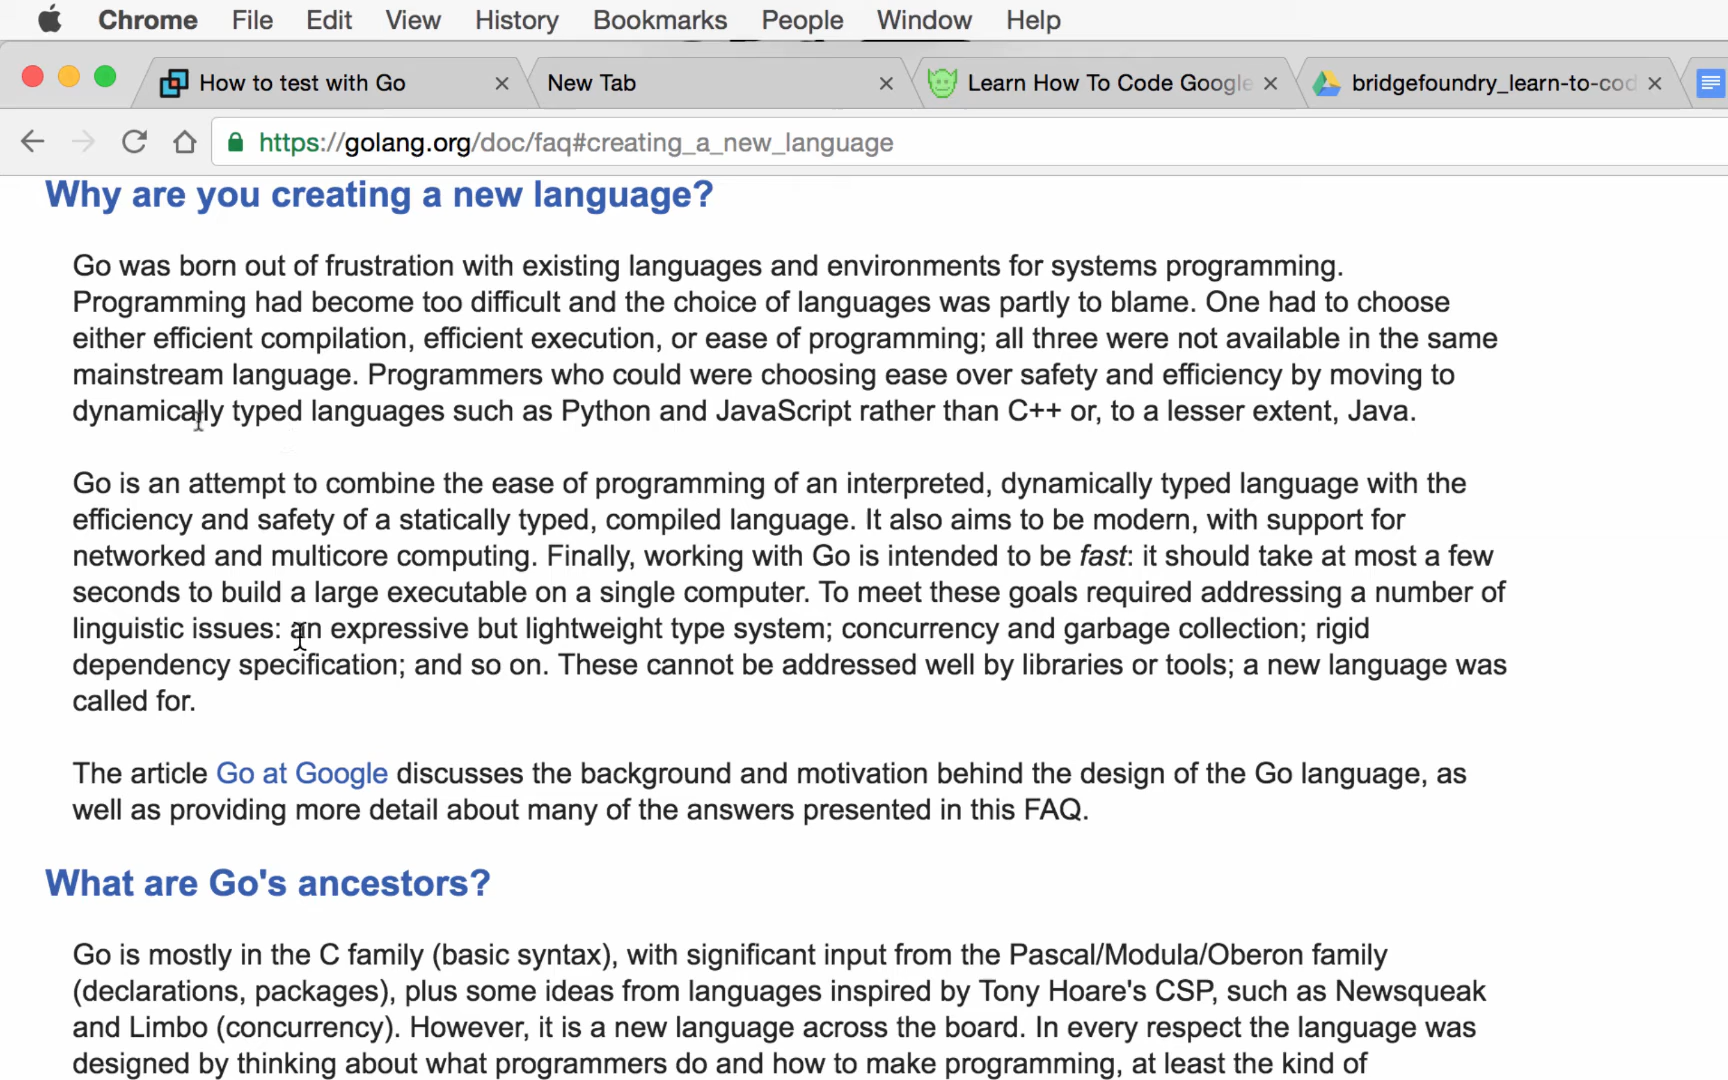 Chrome File Edit View History Bookmarks People Window Help
How to test with Go New Tab Learn How To Code Google bridgefoundry_learn-to-cod
https://golang.org/doc/faq#creating_a_new_language
Why are you creating a new language?
Go was born out of frustration with existing languages and environments for systems programming.
Programming had become too difficult and the choice of languages was partly to blame. One had to choose
either efficient compilation, efficient execution, or ease of programming; all three were not available in the same
mainstream language. Programmers who could were choosing ease over safety and efficiency by moving to
dynamically typed languages such as Python and JavaScript rather than C++ or, to a lesser extent, Java.
Go is an attempt to combine the ease of programming of an interpreted, dynamically typed language with the
efficiency and safety of a statically typed, compiled language. It also aims to be modern, with support for
networked and multicore computing. Finally, working with Go is intended to be fast: it should take at most a few
seconds to build a large executable on a single computer. To meet these goals required addressing a number of
linguistic issues: an expressive but lightweight type system; concurrency and garbage collection; rigid
dependency specification; and so on. These cannot be addressed well by libraries or tools; a new language was
called for.
The article Go at Google discusses the background and motivation behind the design of the Go language, as
well as providing more detail about many of the answers presented in this FAQ.
What are Go's ancestors?
Go is mostly in the C family (basic syntax), with significant input from the Pascal/Modula/Oberon family
(declarations, packages), plus some ideas from languages inspired by Tony Hoare's CSP, such as Newsqueak
and Limbo (concurrency). However, it is a new language across the board. In every respect the language was
designed by thinking about what programmers do and how to make programming, at least the kind of